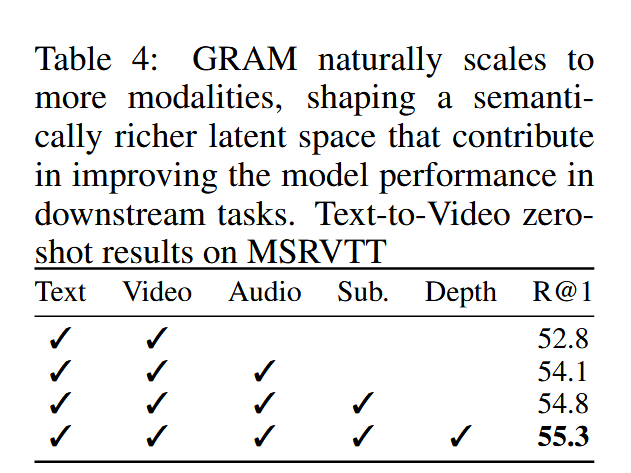 Table 4: GRAM naturally scales to
more modalities, shaping a semanti-
cally richer latent space that contribute
in improving the model performance in
downstream tasks. Text-to-Video zero-
shot results on MSRVTT
Text Video Audio Sub. Depth R@1
✓ ✓ 52.8
✓ ✓ ✓ 54.1
✓ ✓ ✓ ✓ 54.8
✓ ✓ ✓ ✓ ✓ 55.3